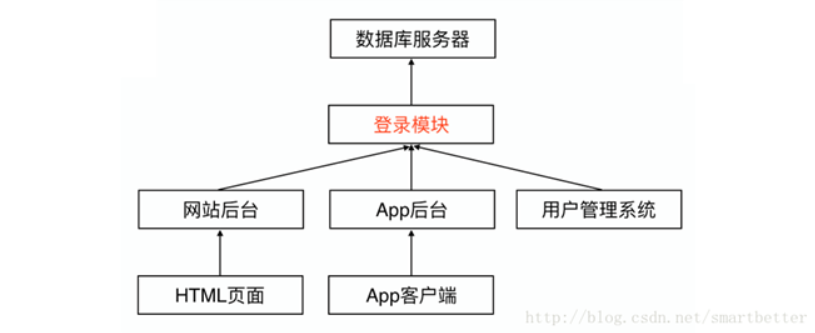 数据库服务器
登录模块
网站后台
App后台
用户管理系统
HTML页面
App客户端
http://blog.csdn.net/smartbetter